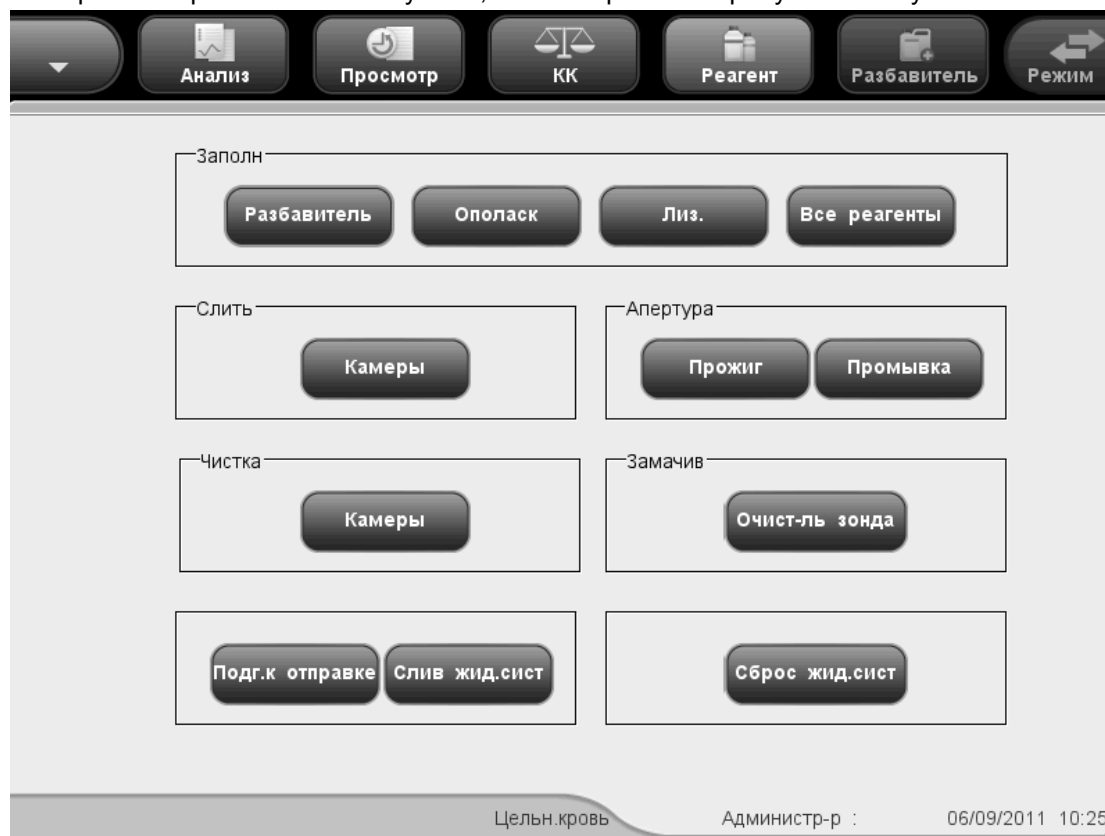 Анализ Просмотр КК Реагент Разбавитель Режим
Заполн
Разбавитель Ополаск Лиз. Все реагенты
Слить Апертура
Камеры Прожиг Промывка
Чистка Замачив
Камеры Очист-ль зонда
Подг.к отправке Слив жид.сист Сброс жид.сист
Цельн.кровь Администр-р : 06/09/2011 10:25